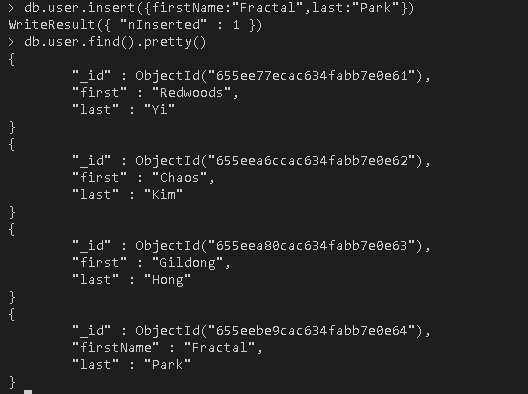 > db.user.insert({firstName:"Fractal",last:"Park"})
WriteResult({ "nInserted" : 1 })
> db.user.find().pretty()
{
"_id" : ObjectId("655ee77ecac634fabb7e0e61"),
"first" : "Redwoods",
"last" : "Yi"
}
{
"_id" : ObjectId("655eea6ccac634fabb7e0e62"),
"first" : "Chaos",
"last" : "Kim"
}
{
"_id" : ObjectId("655eea80cac634fabb7e0e63"),
"first" : "Gildong",
"last" : "Hong"
}
{
"_id" : ObjectId("655eebe9cac634fabb7e0e64"),
"firstName" : "Fractal",
"last" : "Park"
}